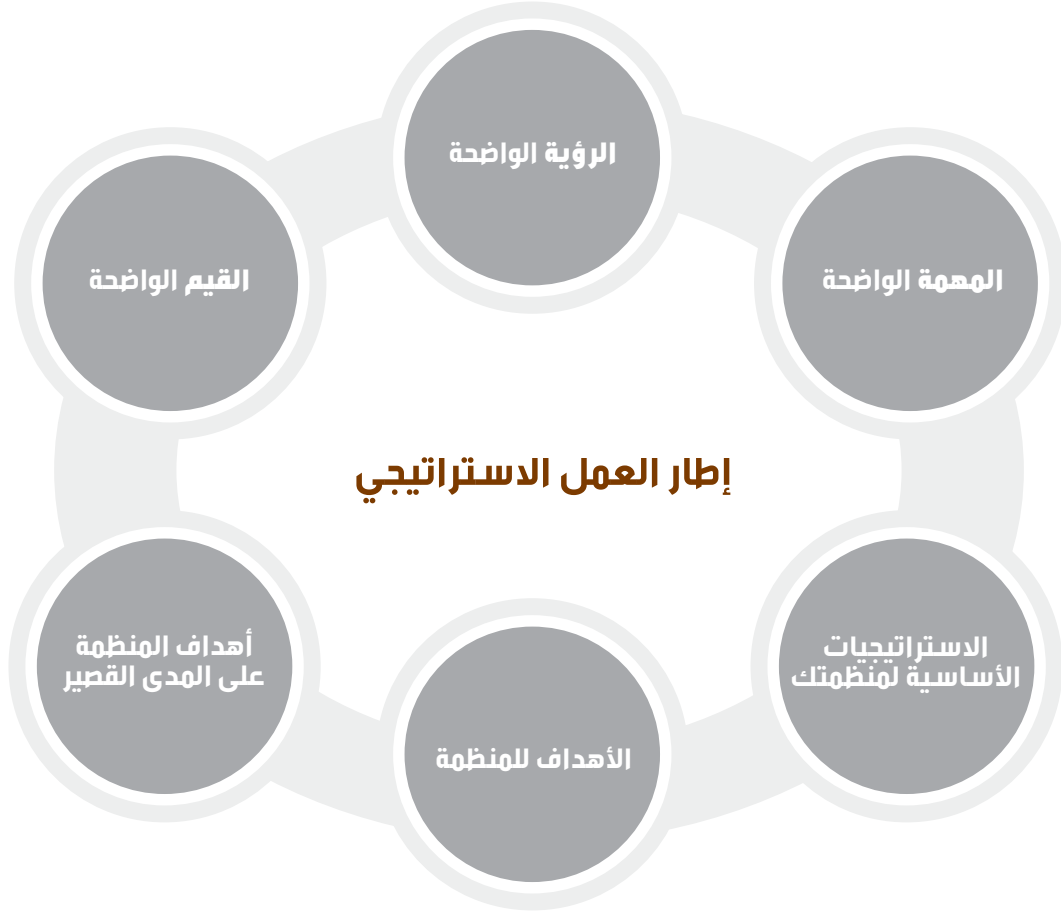 الرؤية الواضحة
المهمة الواضحة
القيم الواضحة
إطار العمل الاستراتيجي
الاستراتيجيات
الأساسية لمنظمتك
أهداف المنظمة
على المدى القصير
الأهداف للمنظمة